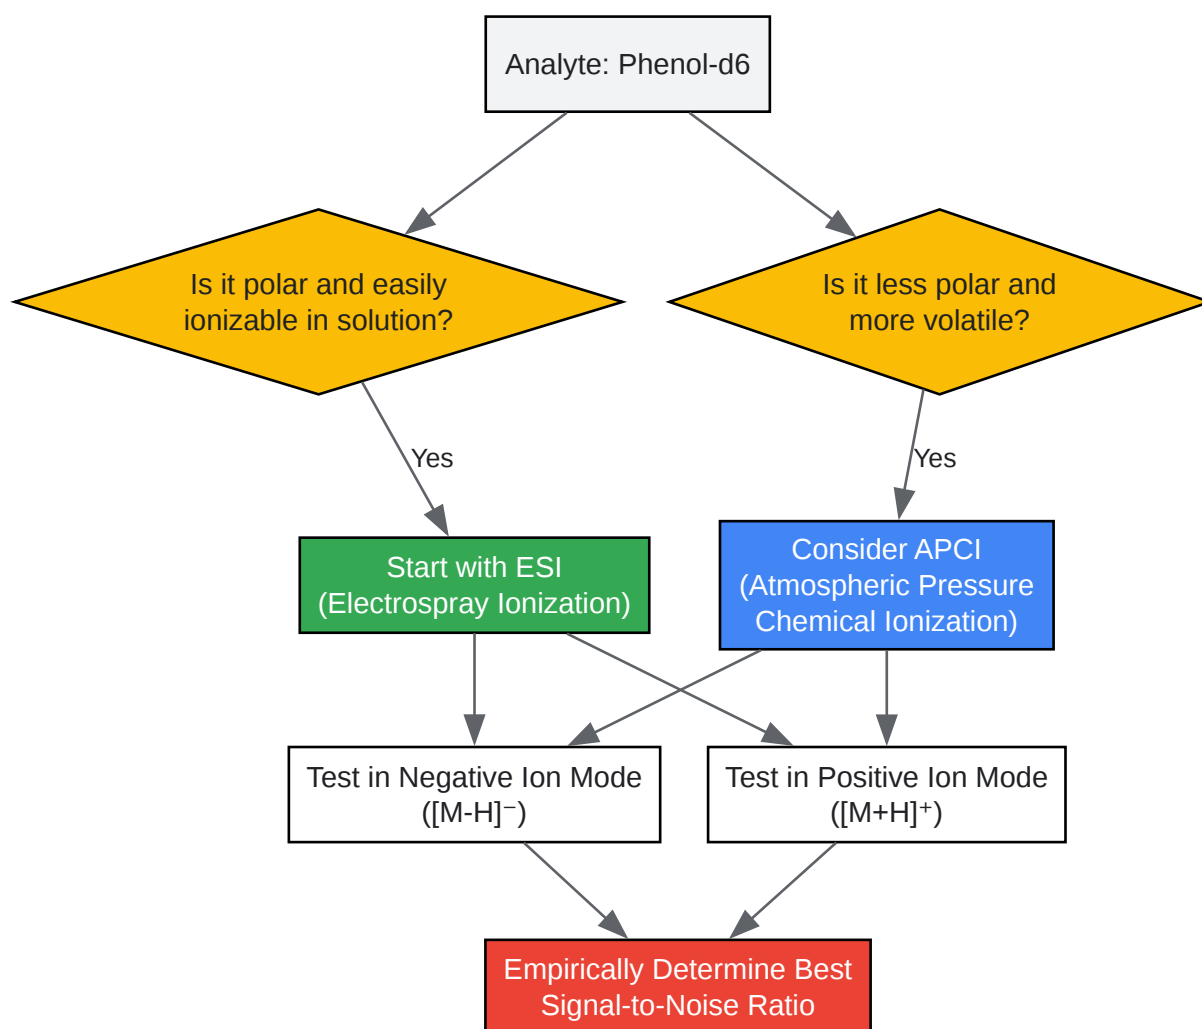 Analyte: Phenol-d6
Is it polar and easily
ionizable in solution?
Is it less polar and
more volatile?
Yes
Yes
Start with ESI
(Electrospray Ionization)
Consider APCI
(Atmospheric Pressure
Chemical Ionization)
Test in Negative Ion Mode
([M-H]⁻)
Test in Positive Ion Mode
([M+H]⁺)
Empirically Determine Best
Signal-to-Noise Ratio